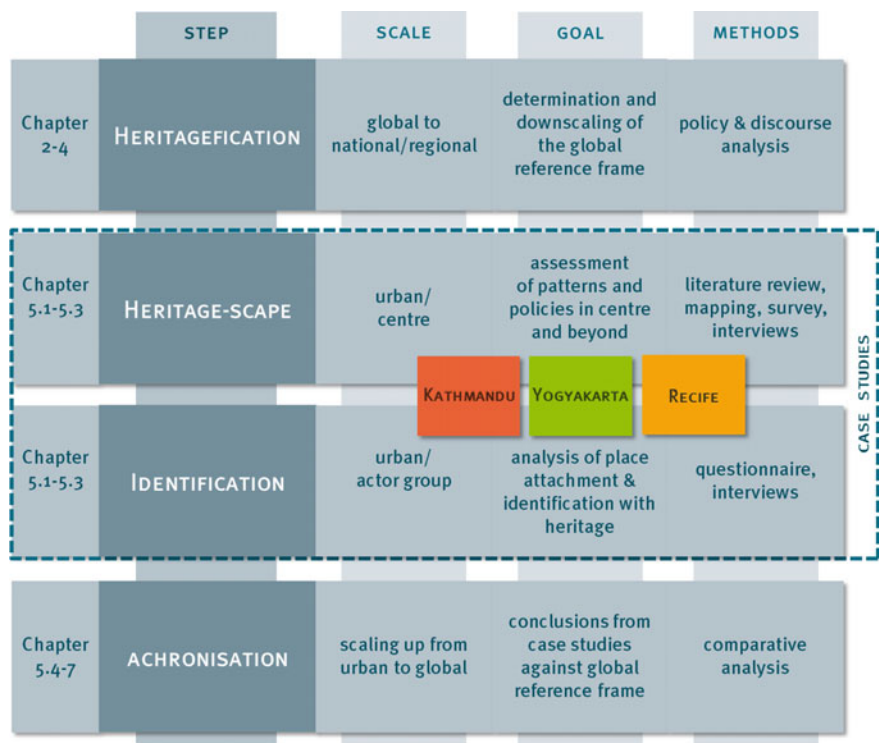 STEP
SCALE
GOAL
METHODS
Chapter
2-4
HERITAGEFICATION
global to
national/regional
determination and
downscaling of
the global
reference frame
policy & discourse
analysis
Chapter
5.1-5.3
HERITAGE-SCAPE
urban/
centre
assessment
of patterns and
policies in centre
and beyond
literature review,
mapping, survey,
interviews
KATHMANDU
YOGYAKARTA
RECIFE
CASE STUDIES
Chapter
5.1-5.3
IDENTIFICATION
urban/
actor group
analysis of place
attachment &
identification with
heritage
questionnaire,
interviews
Chapter
5.4-7
ACHRONISATION
scaling up from
urban to global
conclusions from
case studies
against global
reference frame
comparative
analysis